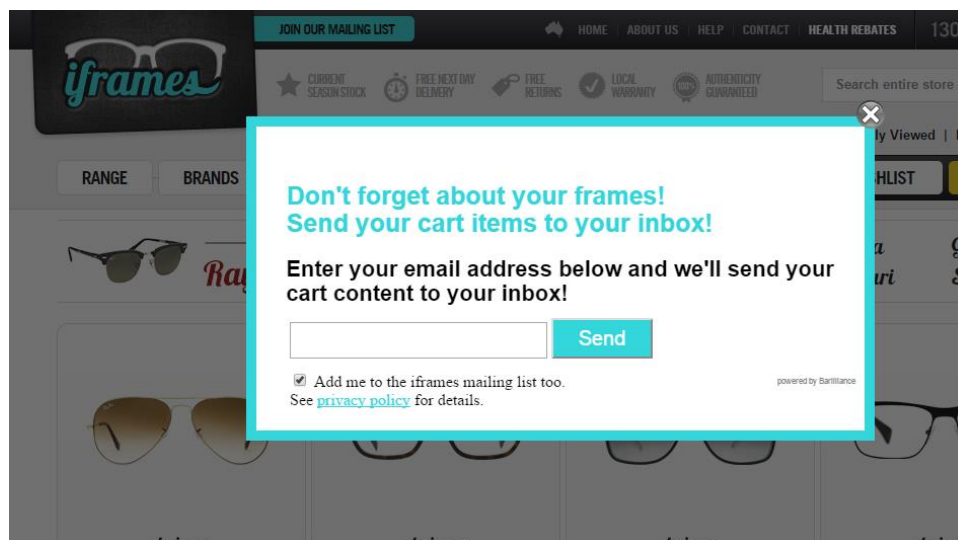 JOIN OUR MAILING LIST
HOME | ABOUT US | HELP | CONTACT | HEALTH REBATES 130
iframes
CURRENT SEASON STOCK
FREE NEXT DAY DELIVERY
FREE RETURNS
LOCAL WARRANTY
100% AUTHENTICITY GUARANTEED
Search entire store
ly Viewed |
RANGE BRANDS HLIST
Don't forget about your frames!
Send your cart items to your inbox!
Enter your email address below and we'll send your
cart content to your inbox!
Send
Add me to the iframes mailing list too.
See privacy policy for details.
powered by Barilliance
Ray